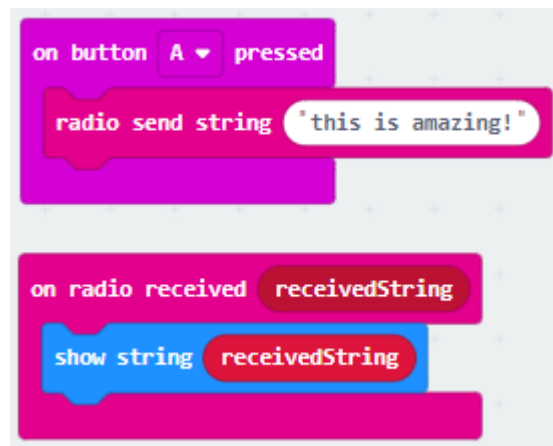 on button A pressed
radio send string "this is amazing!"
on radio received receivedString
show string receivedString